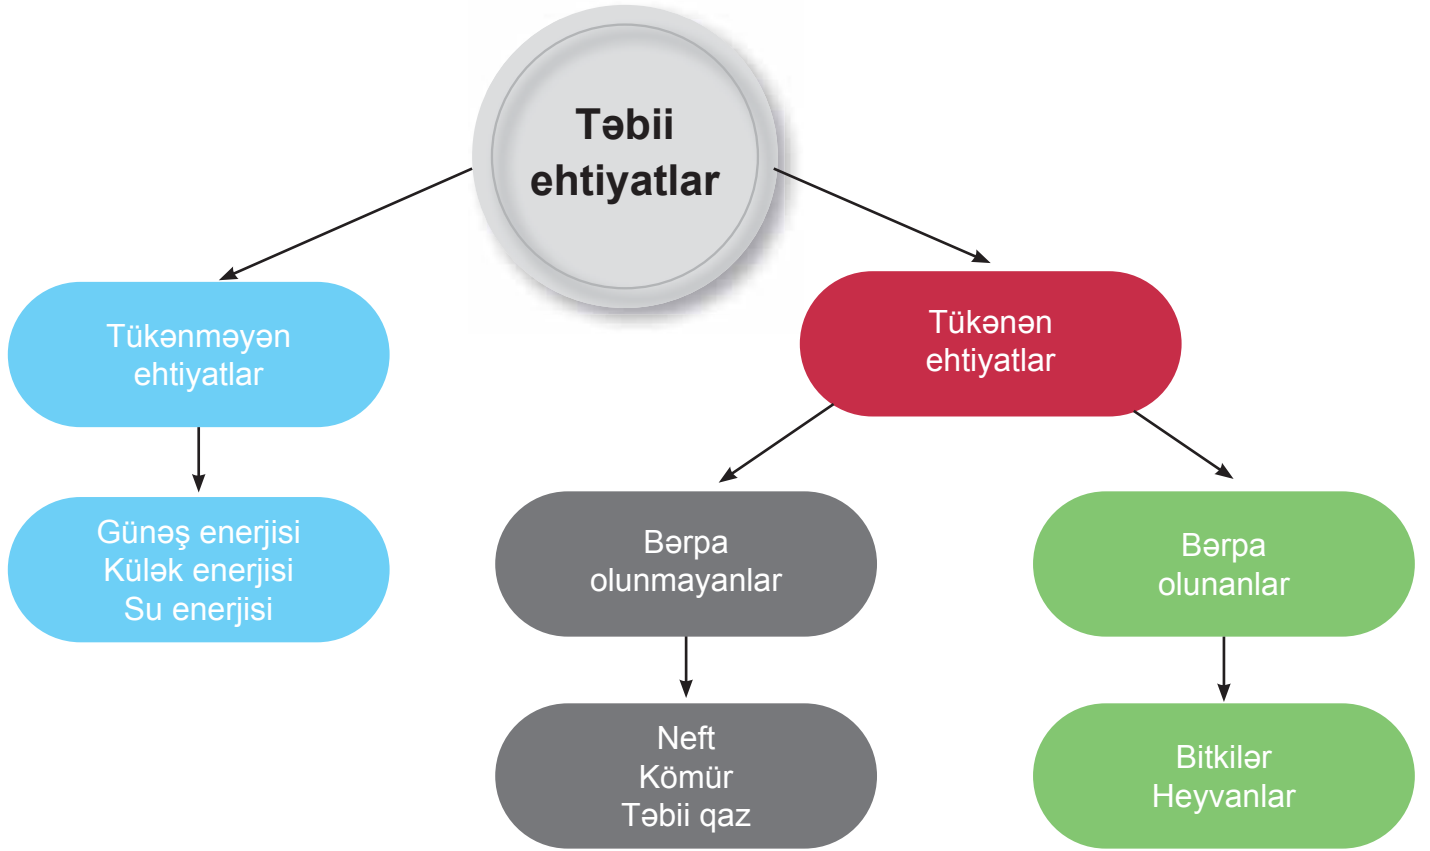 Təbii
ehtiyatlar
Tükənməyən
ehtiyatlar
Tükənən
ehtiyatlar
Günəş enerjisi
Külək enerjisi
Su enerjisi
Bərpa
olunmayanlar
Bərpa
olunanlar
Neft
Kömür
Təbii qaz
Bitkilər
Heyvanlar